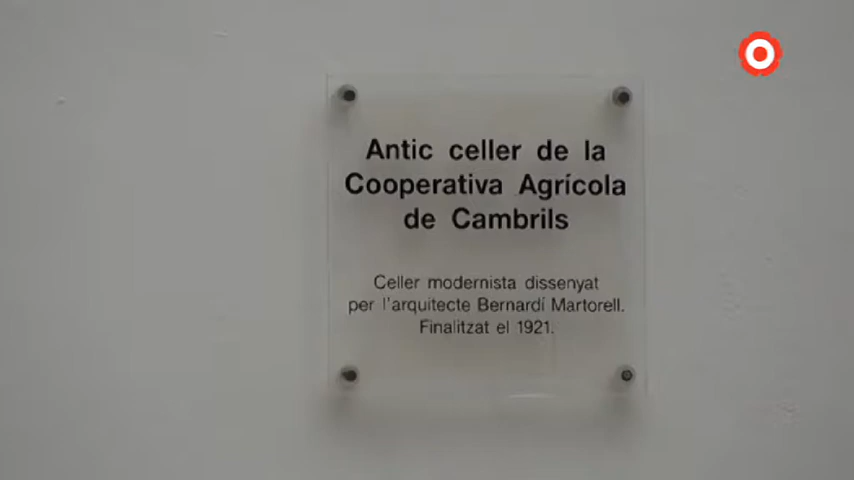 Antic celler de la
Cooperativa Agrícola
de Cambrils
Celler modernista dissenyat
per l'arquitecte Bernardí Martorell.
Finalitzat el 1921.